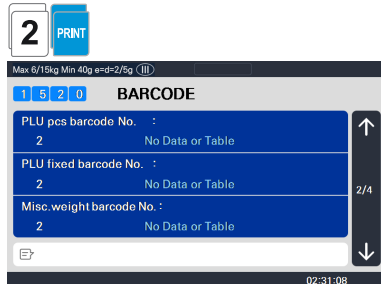 2 PRINT
Max 6/15kg Min 40g e=d=2/5g (III)
1 5 2 0 BARCODE
PLU pcs barcode No. :
2 No Data or Table
PLU fixed barcode No. :
2 No Data or Table
2/4
Misc.weight barcode No. :
2 No Data or Table
02:31:08